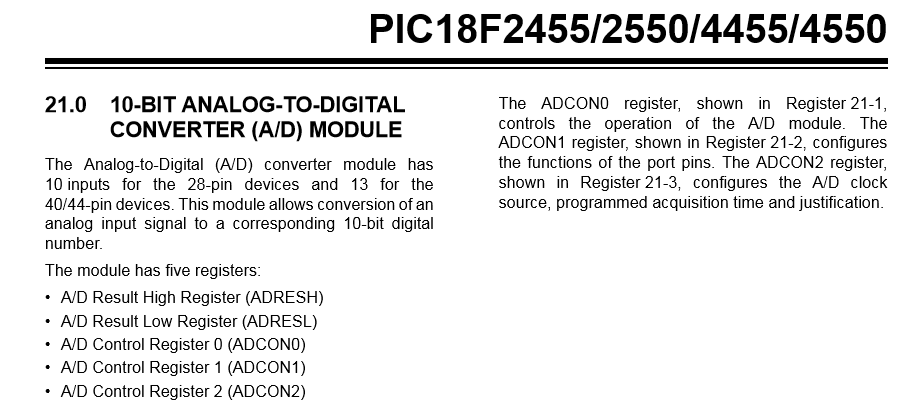 PIC18F2455/2550/4455/4550
21.0 10-BIT ANALOG-TO-DIGITAL
CONVERTER (A/D) MODULE
The Analog-to-Digital (A/D) converter module has
10 inputs for the 28-pin devices and 13 for the
40/44-pin devices. This module allows conversion of an
analog input signal to a corresponding 10-bit digital
number.
The module has five registers:
• A/D Result High Register (ADRESH)
• A/D Result Low Register (ADRESL)
• A/D Control Register 0 (ADCON0)
• A/D Control Register 1 (ADCON1)
• A/D Control Register 2 (ADCON2)
The ADCON0 register, shown in Register 21-1,
controls the operation of the A/D module. The
ADCON1 register, shown in Register 21-2, configures
the functions of the port pins. The ADCON2 register,
shown in Register 21-3, configures the A/D clock
source, programmed acquisition time and justification.